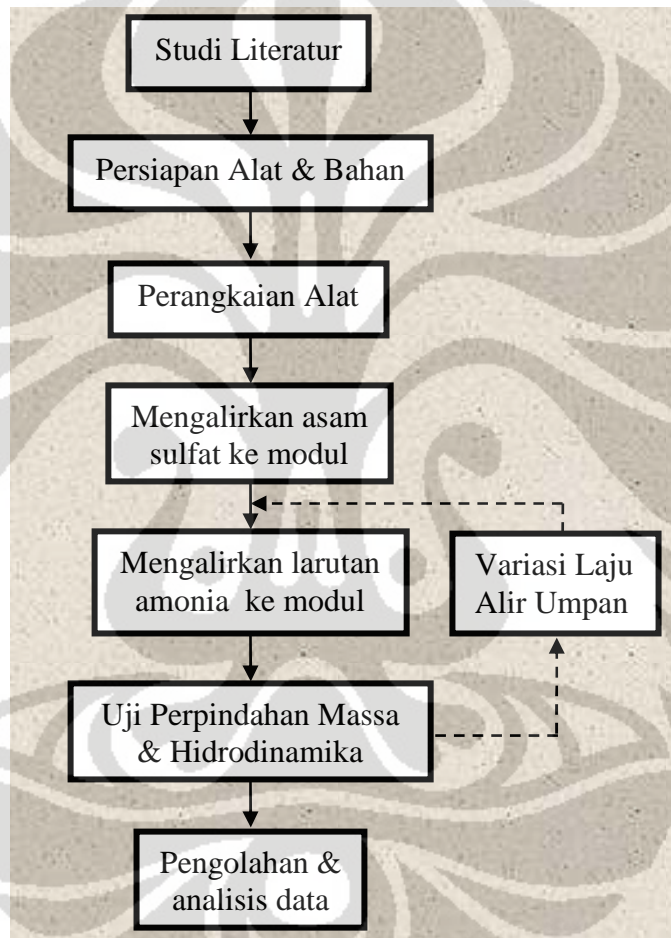 Studi Literatur
Persiapan Alat & Bahan
Perangkaian Alat
Mengalirkan asam
sulfat ke modul
Mengalirkan larutan
amonia ke modul
Variasi Laju
Alir Umpan
Uji Perpindahan Massa
& Hidrodinamika
Pengolahan &
analisis data